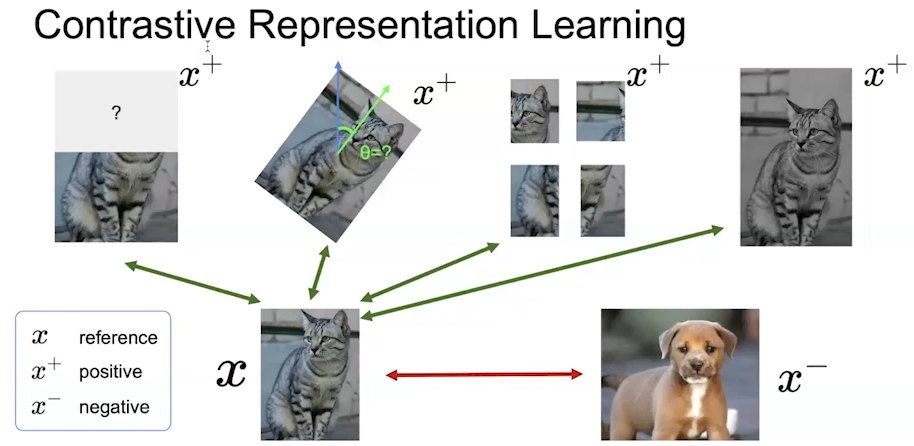 Contrastive Representation Learning
x⁺
?
x⁺
θ=?
x⁺
x⁺
x reference
x⁺ positive
x⁻ negative
x
x⁻